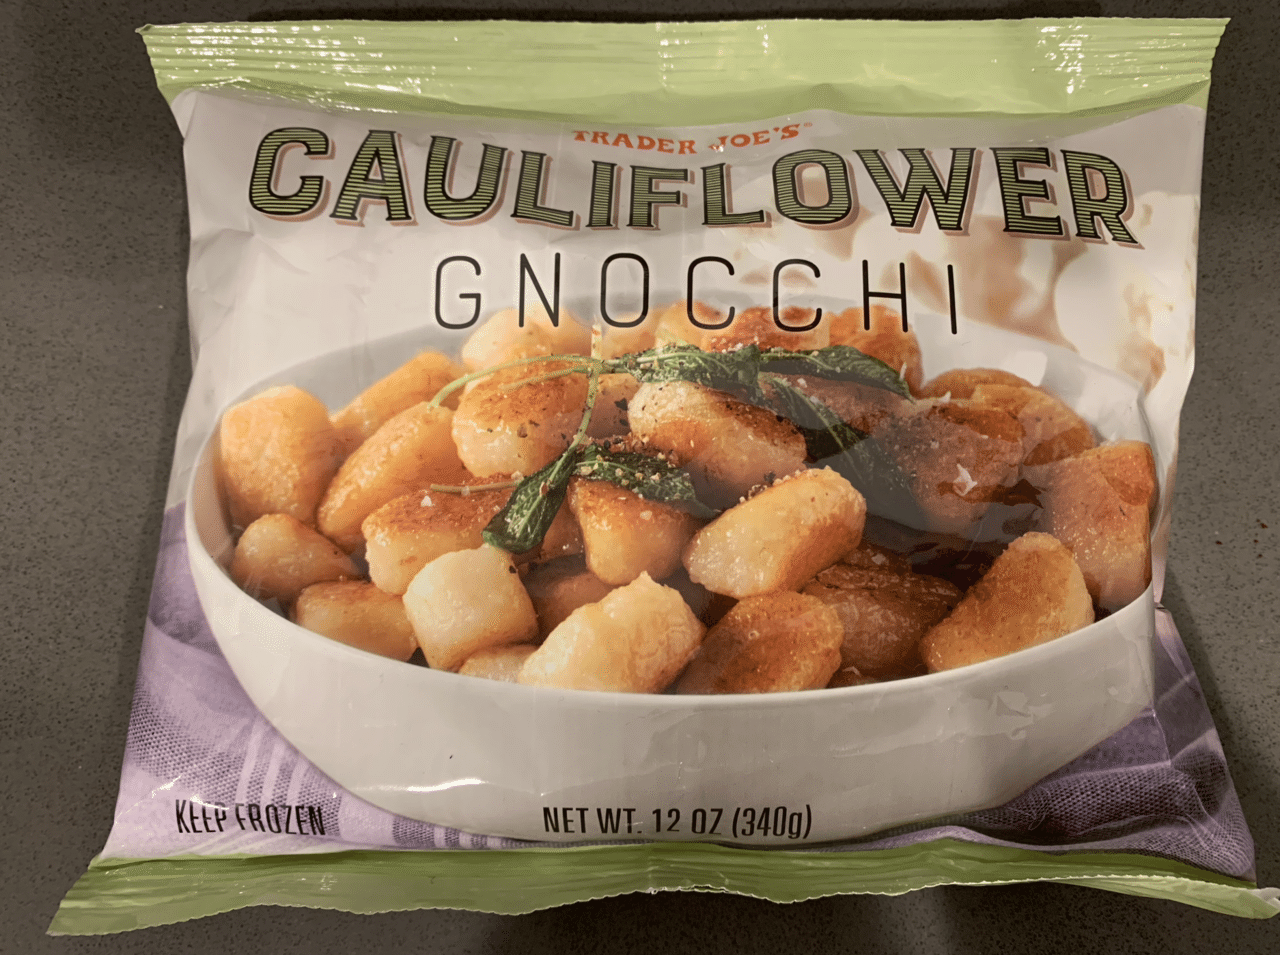 TRADER JOE'S®
CAULIFLOWER
GNOCCHI
KEEP FROZEN
NET WT. 12 OZ (340g)